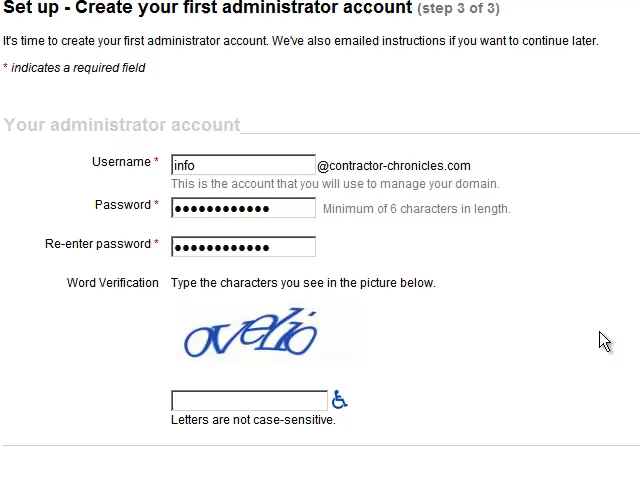 Set up - Create your first administrator account (step 3 of 3)
It's time to create your first administrator account. We've also emailed instructions if you want to continue later.
* indicates a required field
Your administrator account
Username * info @contractor-chronicles.com
This is the account that you will use to manage your domain.
Password * ●●●●●●●●●●●● Minimum of 6 characters in length.
Re-enter password * ●●●●●●●●●●●●
Word Verification Type the characters you see in the picture below.
ovelio
Letters are not case-sensitive.